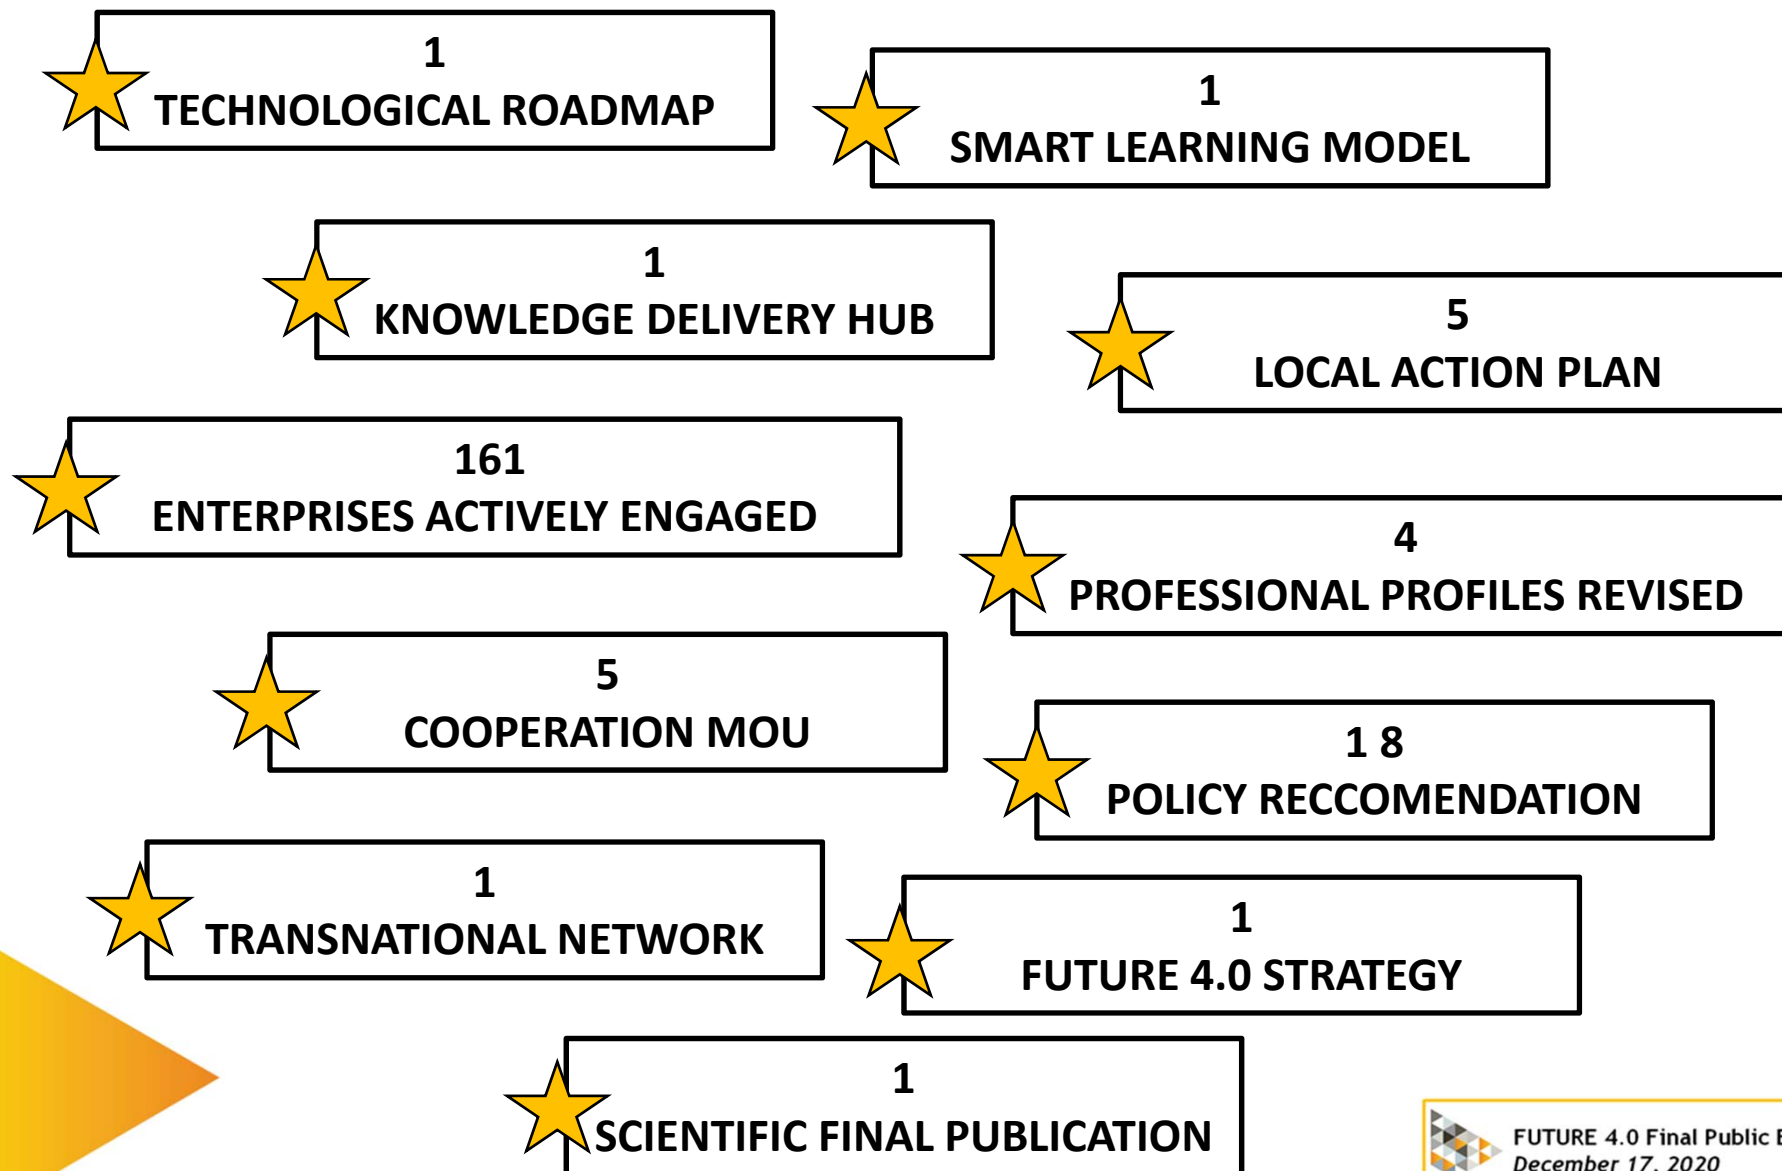 1
TECHNOLOGICAL ROADMAP
1
SMART LEARNING MODEL
1
KNOWLEDGE DELIVERY HUB
5
LOCAL ACTION PLAN
161
ENTERPRISES ACTIVELY ENGAGED
4
PROFESSIONAL PROFILES REVISED
5
COOPERATION MOU
1 8
POLICY RECCOMENDATION
1
TRANSNATIONAL NETWORK
1
FUTURE 4.0 STRATEGY
1
SCIENTIFIC FINAL PUBLICATION
FUTURE 4.0 Final Public
December 17, 2020